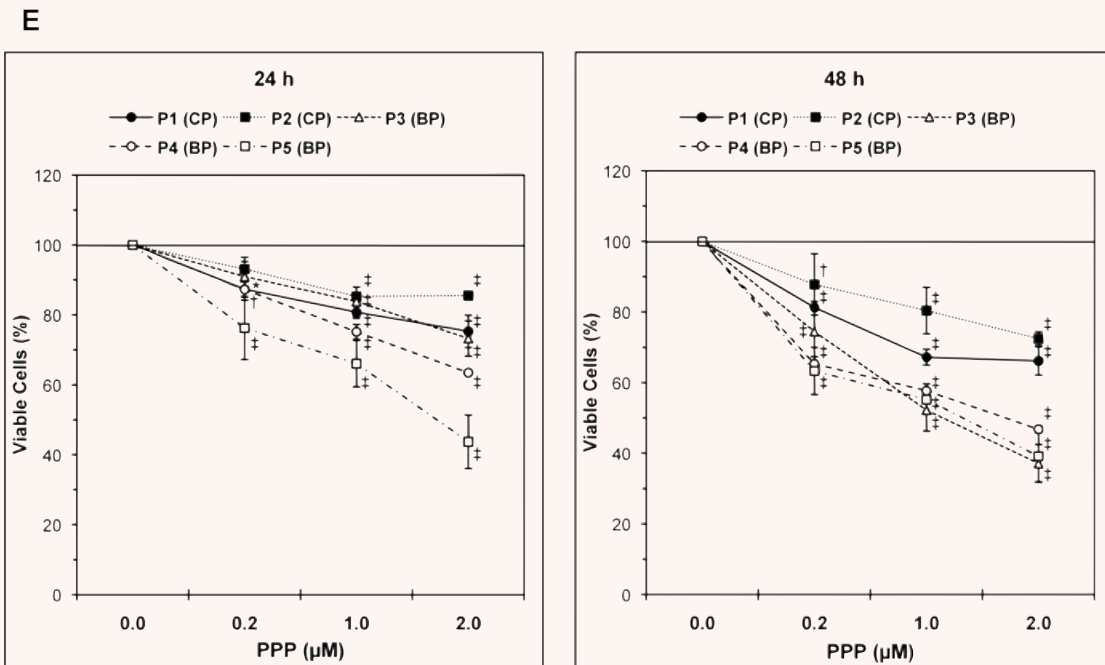 E
24 h
P1 (CP) P2 (CP) P3 (BP)
P4 (BP) P5 (BP)
120
100
80
60
40
20
0
Viable Cells (%)
* † ‡ ‡ ‡ ‡ ‡ ‡ ‡ ‡ ‡ ‡ ‡
0.0 0.2 1.0 2.0
PPP (µM)
48 h
P1 (CP) P2 (CP) P3 (BP)
P4 (BP) P5 (BP)
120
100
80
60
40
20
0
Viable Cells (%)
† ‡ ‡ ‡ ‡ ‡ ‡ ‡ ‡ ‡ ‡ ‡ ‡ ‡ ‡
0.0 0.2 1.0 2.0
PPP (µM)